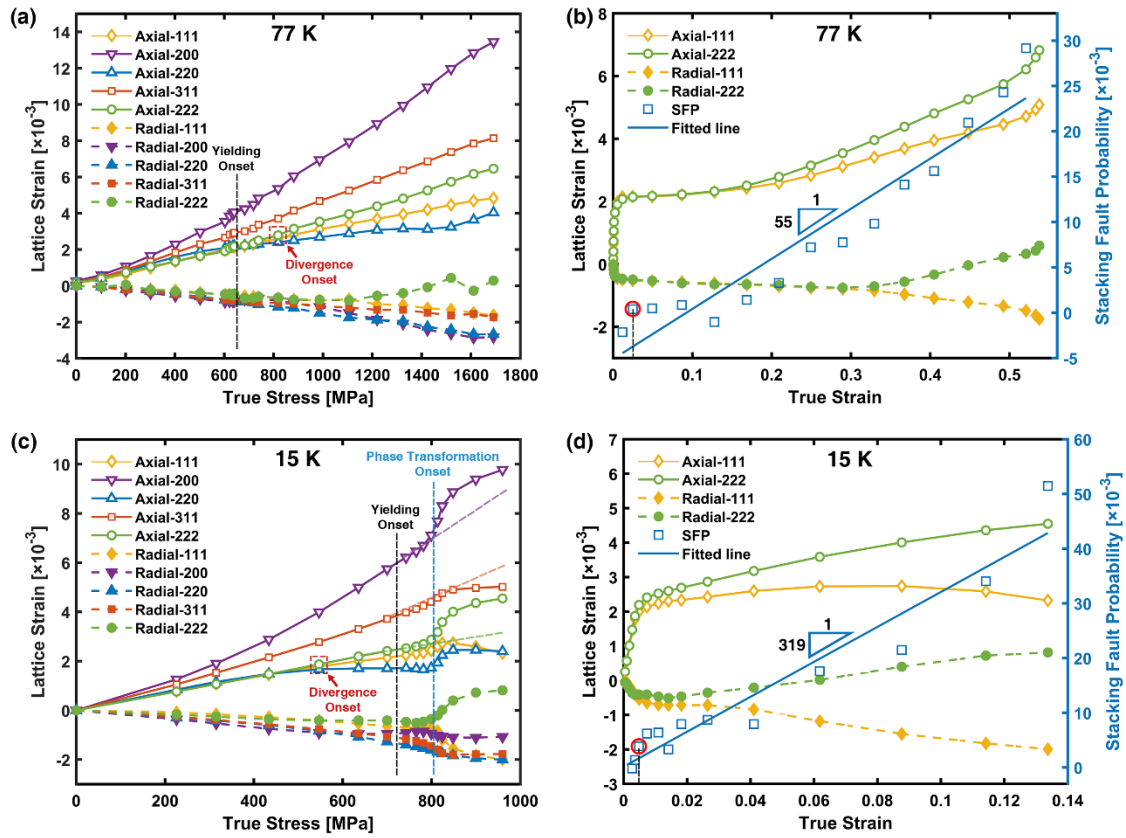 (a)
77 K
Axial-111
Axial-200
Axial-220
Axial-311
Axial-222
Radial-111
Radial-200
Radial-220
Radial-311
Radial-222
Yielding
Onset
Divergence
Onset
Lattice Strain [×10⁻³]
14
12
10
8
6
4
2
0
-2
-4
0
200
400
600
800
1000
1200
1400
1600
1800
True Stress [MPa]
(b)
77 K
Axial-111
Axial-222
Radial-111
Radial-222
SFP
Fitted line
1
55
Lattice Strain [×10⁻³]
8
6
4
2
0
-2
Stacking Fault Probability [×10⁻³]
30
25
20
15
10
5
0
-5
0
0.1
0.2
0.3
0.4
0.5
True Strain
(c)
15 K
Axial-111
Axial-200
Axial-220
Axial-311
Axial-222
Radial-111
Radial-200
Radial-220
Radial-311
Radial-222
Phase Transformation
Onset
Yielding
Onset
Divergence
Onset
Lattice Strain [×10⁻³]
10
8
6
4
2
0
-2
0
200
400
600
800
1000
True Stress [MPa]
(d)
15 K
Axial-111
Axial-222
Radial-111
Radial-222
SFP
Fitted line
1
319
Lattice Strain [×10⁻³]
7
6
5
4
3
2
1
0
-1
-2
-3
Stacking Fault Probability [×10⁻³]
60
50
40
30
20
10
0
0
0.02
0.04
0.06
0.08
0.1
0.12
0.14
True Strain